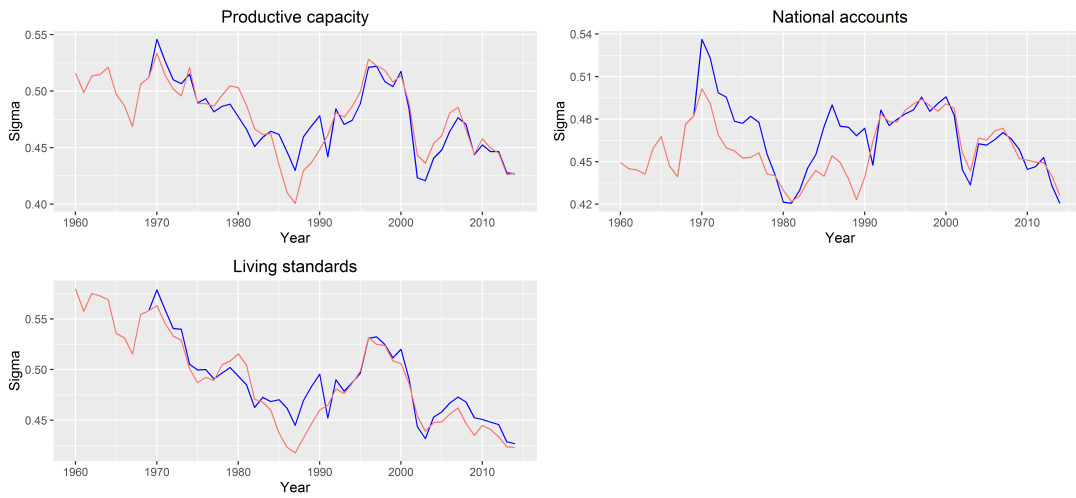 Productive capacity
0.55
0.50
0.45
0.40
Sigma
1960 1970 1980 1990 2000 2010
Year
National accounts
0.54
0.51
0.48
0.45
0.42
Sigma
1960 1970 1980 1990 2000 2010
Year
Living standards
0.55
0.50
0.45
Sigma
1960 1970 1980 1990 2000 2010
Year